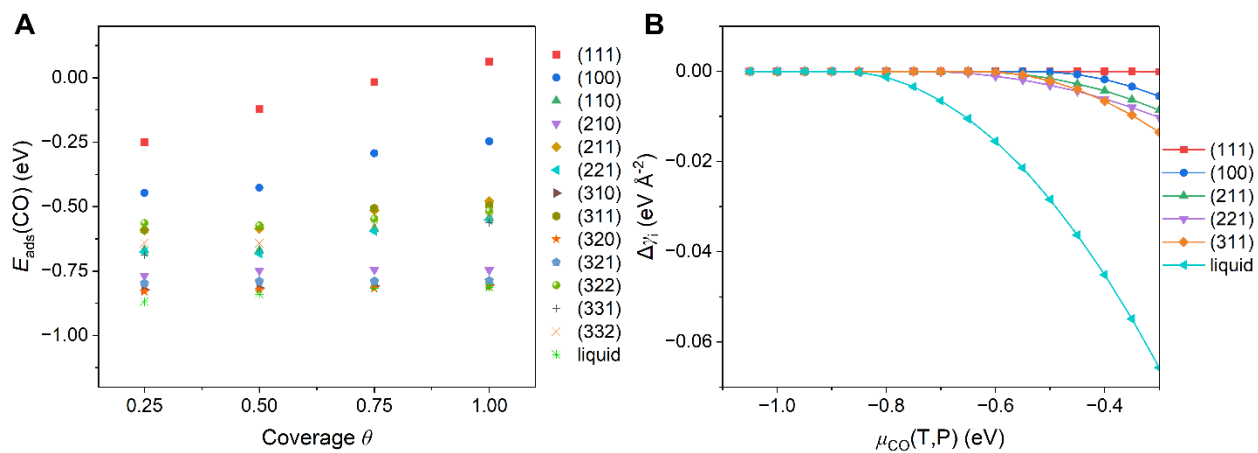 A
E_ads(CO) (eV)
0.00
−0.25
−0.50
−0.75
−1.00
0.25 0.50 0.75 1.00
Coverage θ
(111)
(100)
(110)
(210)
(211)
(221)
(310)
(311)
(320)
(321)
(322)
(331)
(332)
liquid
B
Δγ_i (eV Å⁻²)
0.00
−0.02
−0.04
−0.06
−1.0 −0.8 −0.6 −0.4
μ_CO(T,P) (eV)
(111)
(100)
(211)
(221)
(311)
liquid